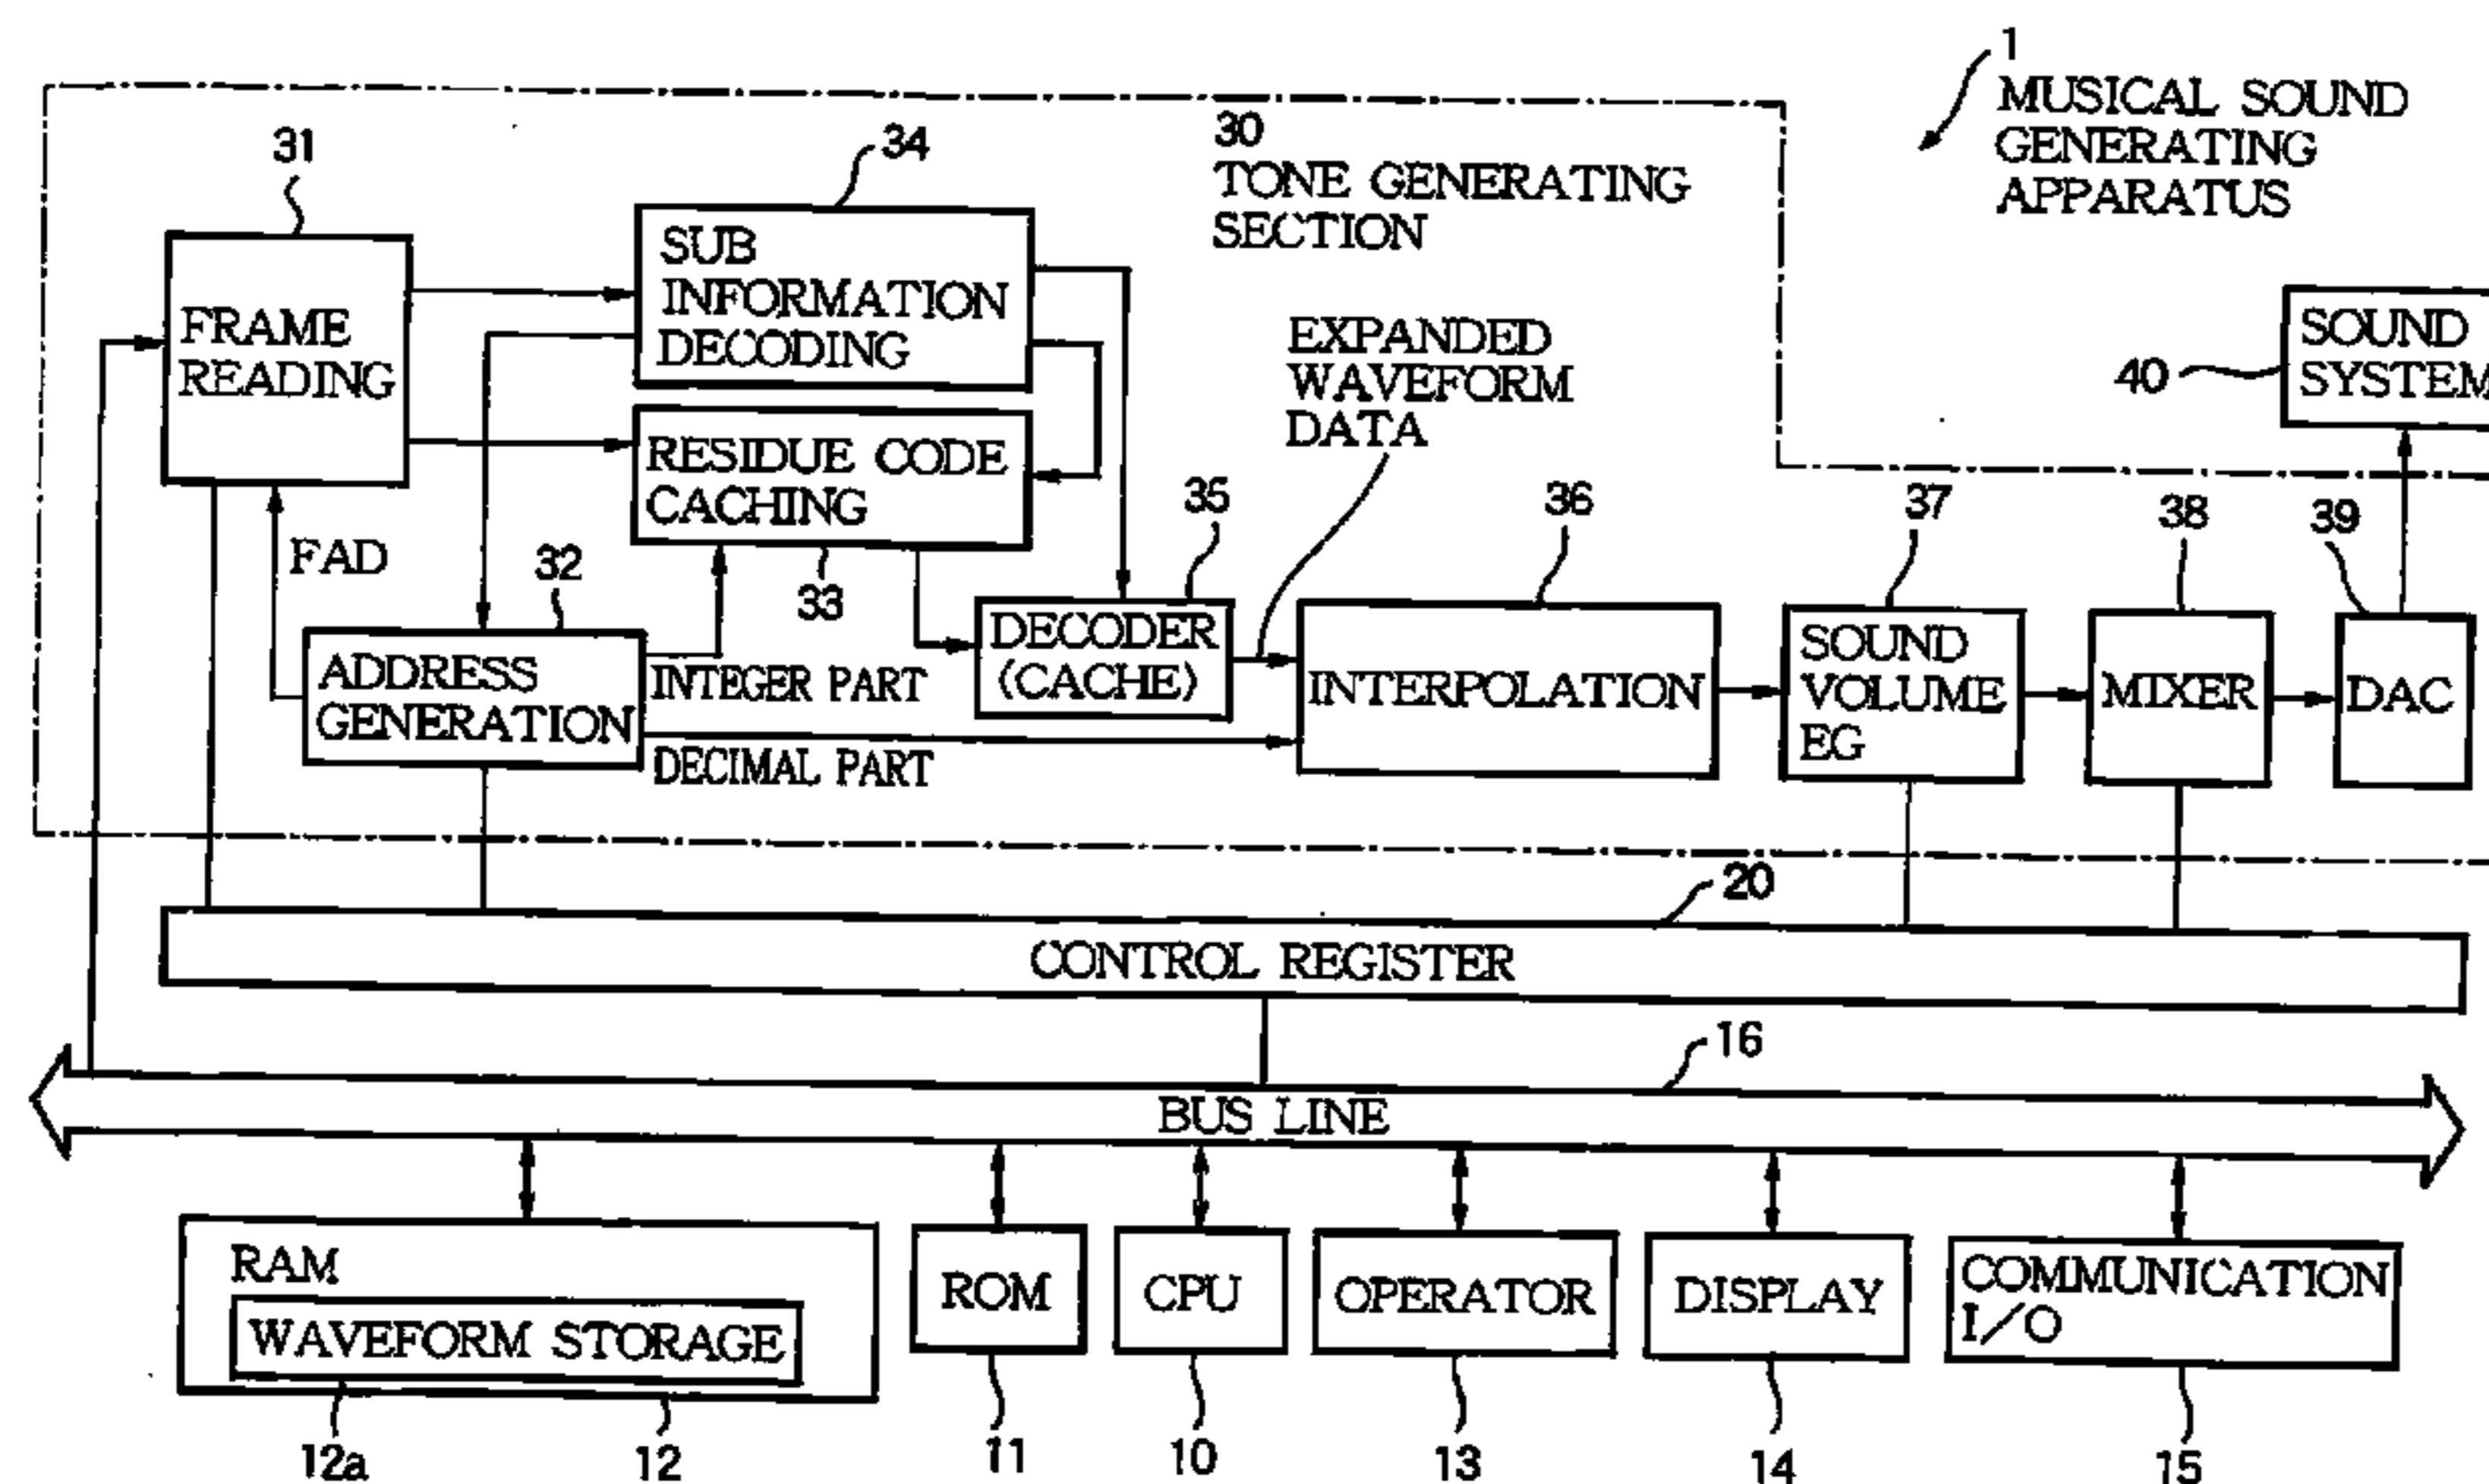 1
MUSICAL SOUND
GENERATING
APPARATUS
30
TONE GENERATING
SECTION
31
FRAME
READING
34
SUB
INFORMATION
DECODING
RESIDUE CODE
CACHING
33
FAD
32
ADDRESS
GENERATION
INTEGER PART
DECIMAL PART
35
DECODER
(CACHE)
EXPANDED
WAVEFORM
DATA
36
INTERPOLATION
37
SOUND
VOLUME
EG
38
MIXER
39
DAC
40
SOUND
SYSTEM
20
CONTROL REGISTER
16
BUS LINE
RAM
WAVEFORM STORAGE
12a
12
ROM
11
CPU
10
OPERATOR
13
DISPLAY
14
COMMUNICATION
I/O
15